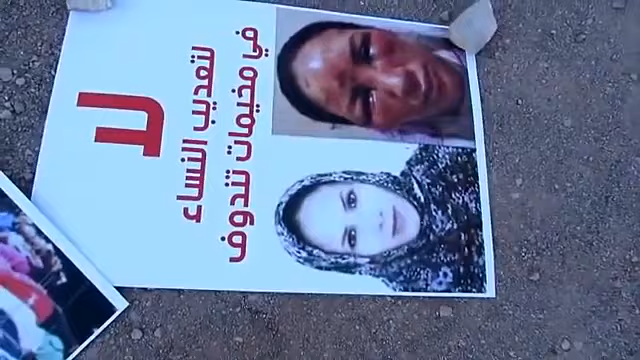 لا
لتعذيب النساء
في مخيمات تندوف